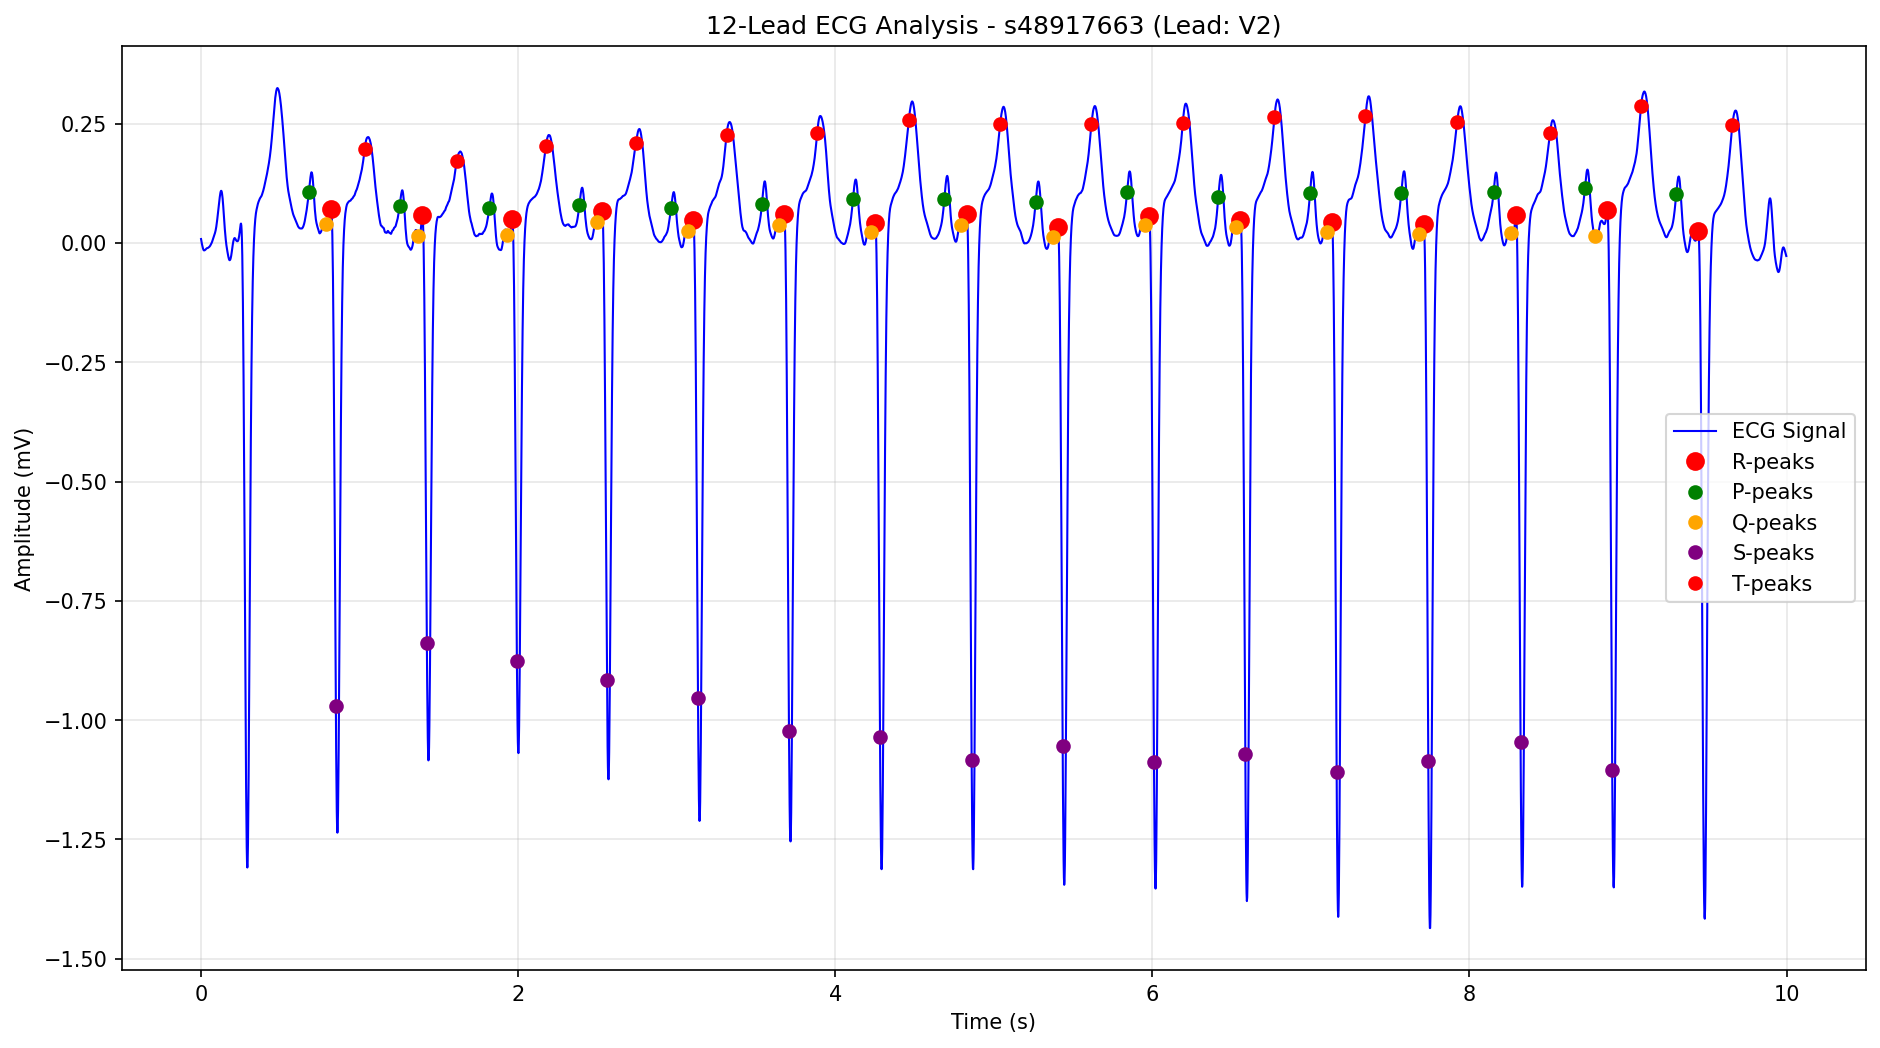 12-Lead ECG Analysis - s48917663 (Lead: V2)
0.25
0.00
−0.25
−0.50
−0.75
−1.00
−1.25
−1.50
Amplitude (mV)
ECG Signal
R-peaks
P-peaks
Q-peaks
S-peaks
T-peaks
0 2 4 6 8 10
Time (s)